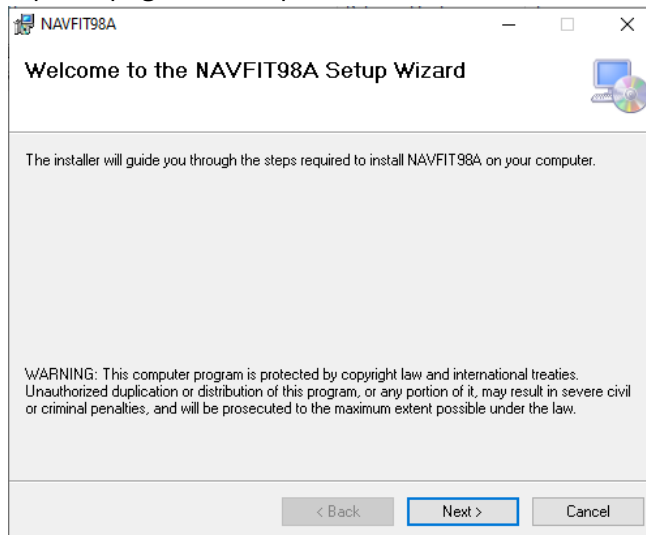 NAVFIT98A
Welcome to the NAVFIT98A Setup Wizard
The installer will guide you through the steps required to install NAVFIT98A on your computer.
WARNING: This computer program is protected by copyright law and international treaties.
Unauthorized duplication or distribution of this program, or any portion of it, may result in severe civil
or criminal penalties, and will be prosecuted to the maximum extent possible under the law.
< Back
Next >
Cancel